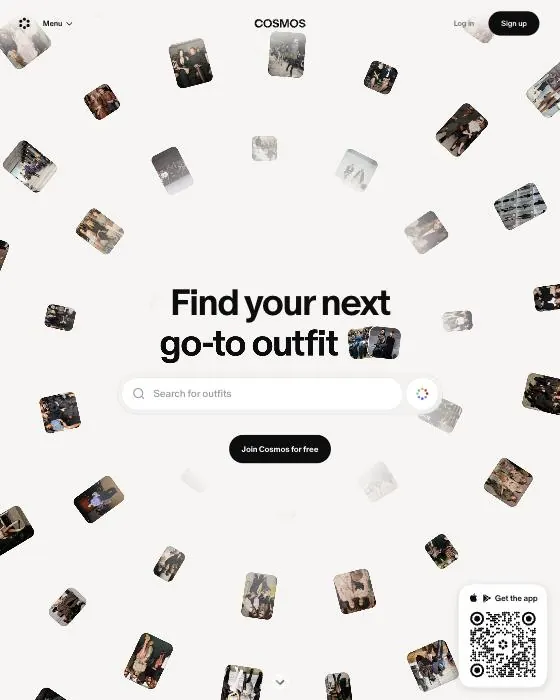 Menu
COSMOS
Log in
Sign up
Find your next
go-to outfit
Search for outfits
Join Cosmos for free
Get the app